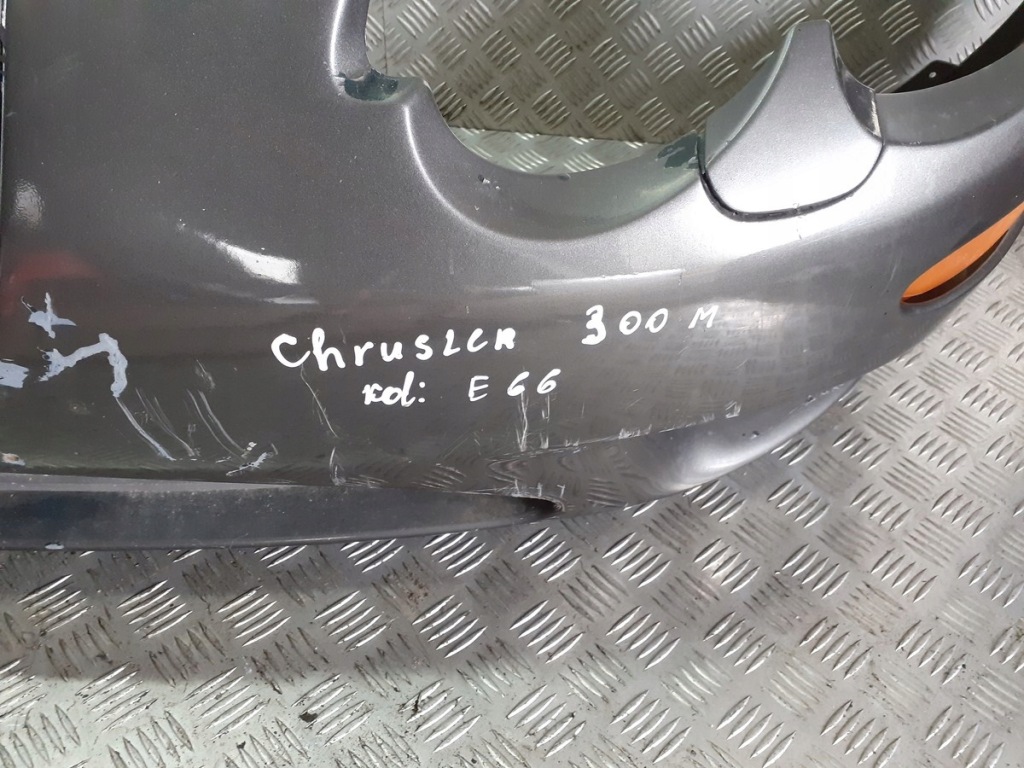 ChrusLER 300 M
kol: E66